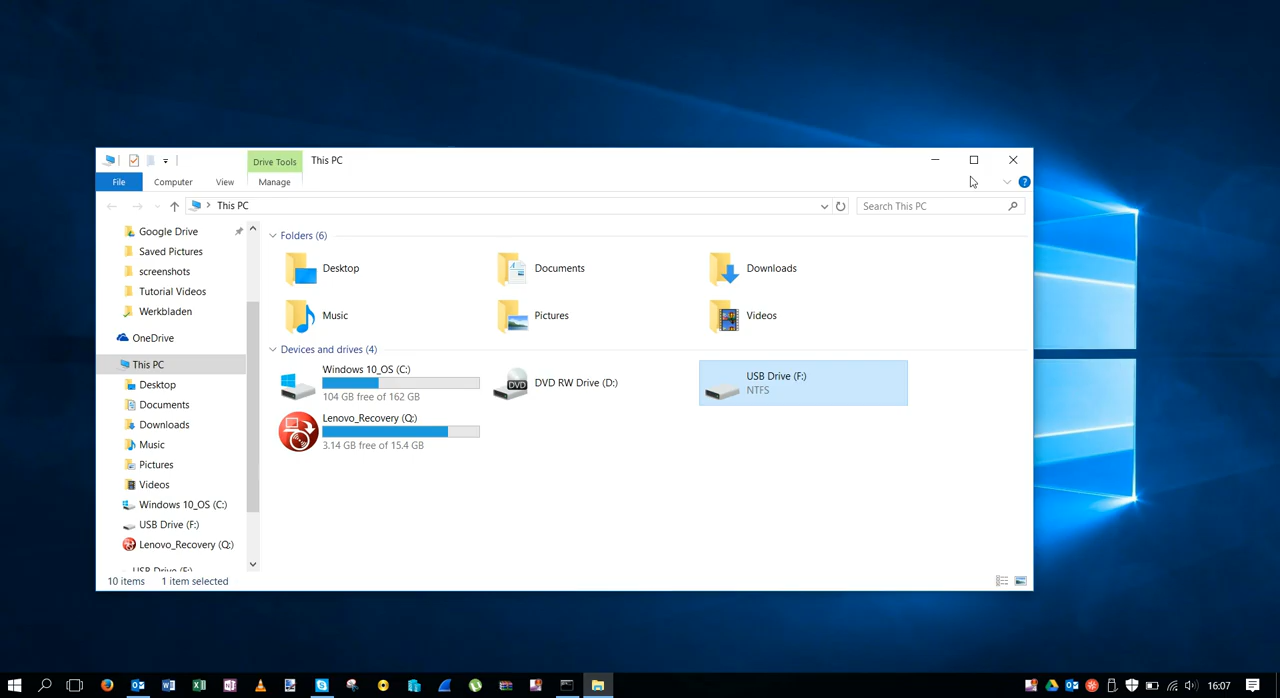 Drive Tools
This PC
File
Computer
View
Manage
This PC
Search This PC
Google Drive
Saved Pictures
screenshots
Tutorial Videos
Werkbladen
OneDrive
This PC
Desktop
Documents
Downloads
Music
Pictures
Videos
Windows 10_OS (C:)
USB Drive (F:)
Lenovo_Recovery (Q:)
USB Drive (F:)
Folders (6)
Desktop
Documents
Downloads
Music
Pictures
Videos
Devices and drives (4)
Windows 10_OS (C:)
104 GB free of 162 GB
DVD
DVD RW Drive (D:)
USB Drive (F:)
NTFS
Lenovo_Recovery (Q:)
3.14 GB free of 15.4 GB
10 items
1 item selected
16:07